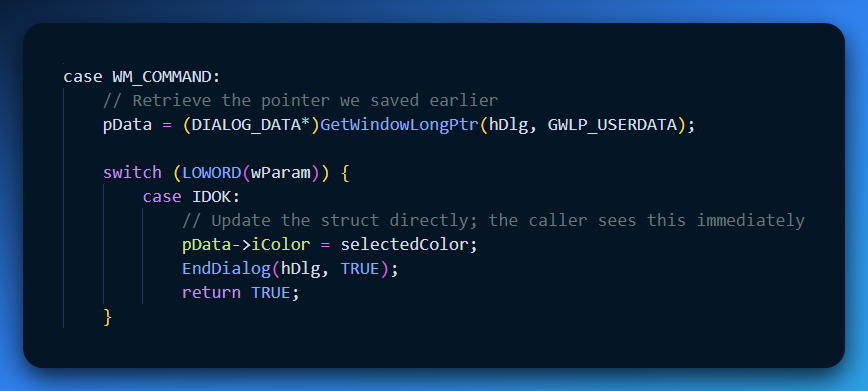 case WM_COMMAND:
    // Retrieve the pointer we saved earlier
    pData = (DIALOG_DATA*)GetWindowLongPtr(hDlg, GWLP_USERDATA);

    switch (LOWORD(wParam)) {
        case IDOK:
            // Update the struct directly; the caller sees this immediately
            pData->iColor = selectedColor;
            EndDialog(hDlg, TRUE);
            return TRUE;
    }